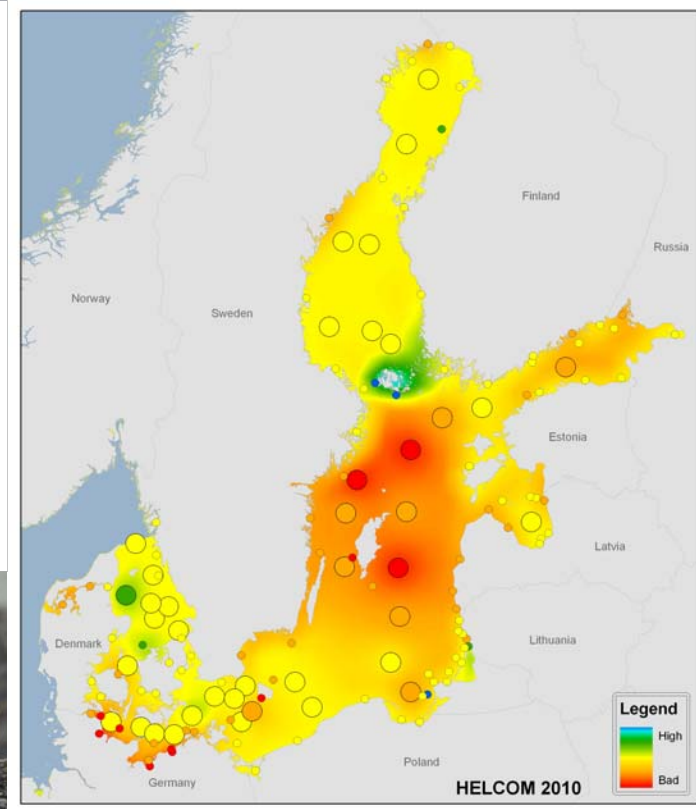 Norway
Sweden
Finland
Russia
Estonia
Latvia
Lithuania
Denmark
Germany
Poland
HELCOM 2010
Legend
High
Bad